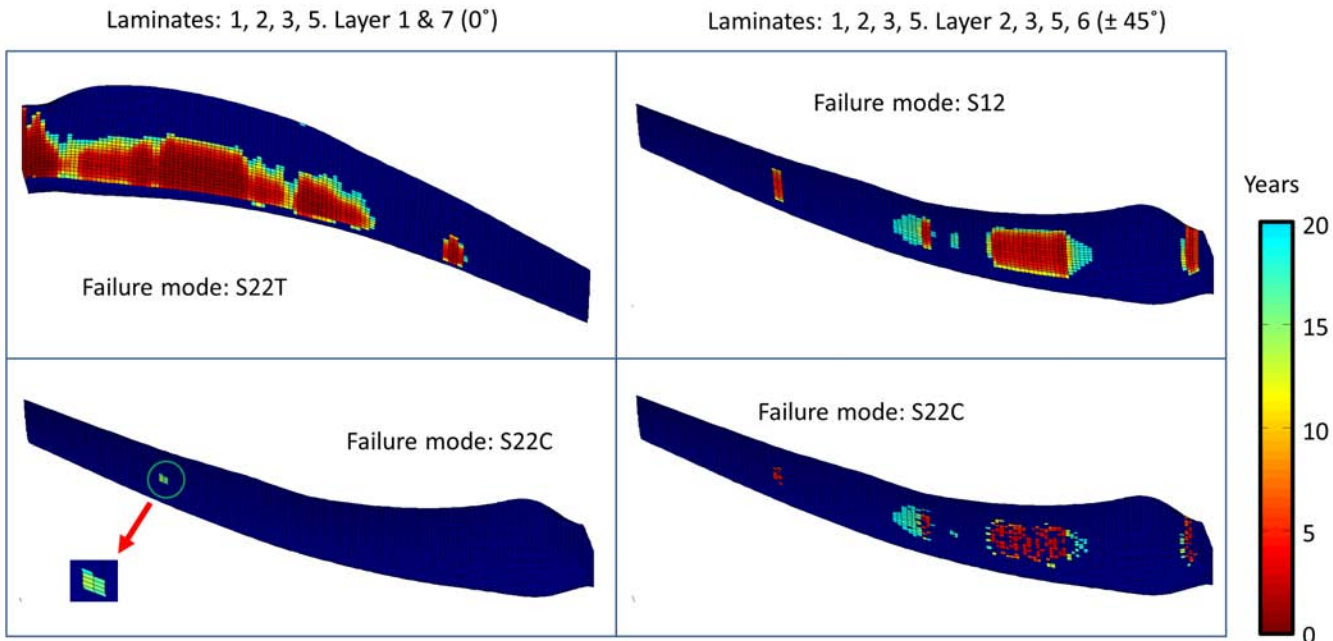 Laminates: 1, 2, 3, 5. Layer 1 & 7 (0˚)
Laminates: 1, 2, 3, 5. Layer 2, 3, 5, 6 (± 45˚)
Failure mode: S22T
Failure mode: S12
Failure mode: S22C
Failure mode: S22C
Years
20
15
10
5
0